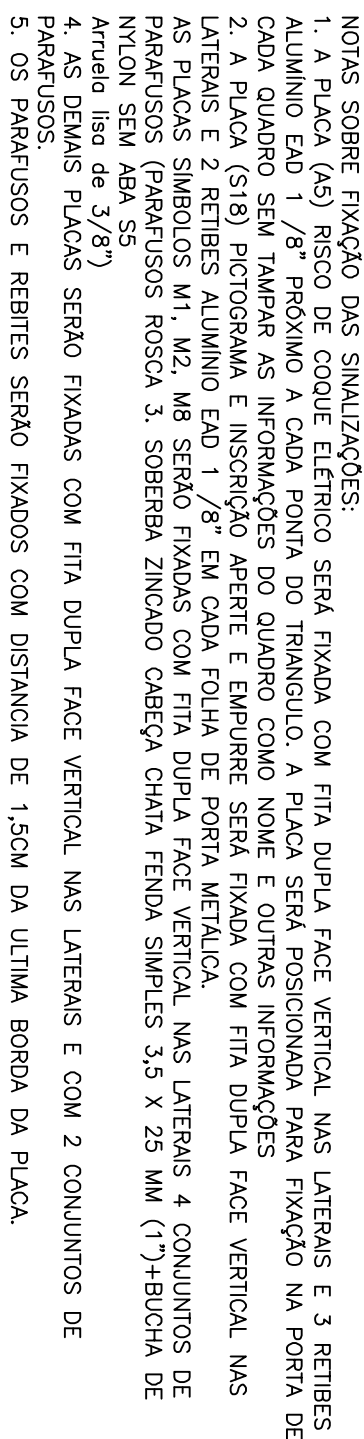 NOTAS SOBRE FIXAÇÃO DAS SINALIZAÇÕES:
1. A PLACA (A5) RISCO DE COQUE ELÉTRICO SERÁ FIXADA COM FITA DUPLA FACE VERTICAL NAS LATERAIS E 3 RETIBES
ALUMÍNIO EAD 1 /8" PRÓXIMO A CADA PONTA DO TRIANGULO. A PLACA SERÁ POSICIONADA PARA FIXAÇÃO NA PORTA DE
CADA QUADRO SEM TAMPAR AS INFORMAÇÕES DO QUADRO COMO NOME E OUTRAS INFORMAÇÕES
2. A PLACA (S18) PICTOGRAMA E INSCRIÇÃO APERTE E EMPURRE SERÁ FIXADA COM FITA DUPLA FACE VERTICAL NAS
LATERAIS E 2 RETIBES ALUMÍNIO EAD 1 /8" EM CADA FOLHA DE PORTA METÁLICA.
AS PLACAS SÍMBOLOS M1, M2, M8 SERÃO FIXADAS COM FITA DUPLA FACE VERTICAL NAS LATERAIS 4 CONJUNTOS DE
PARAFUSOS (PARAFUSOS ROSCA 3. SOBERBA ZINCADO CABEÇA CHATA FENDA SIMPLES 3,5 X 25 MM (1")+BUCHA DE
NYLON SEM ABA S5
Arruela lisa de 3/8")
4. AS DEMAIS PLACAS SERÃO FIXADAS COM FITA DUPLA FACE VERTICAL NAS LATERAIS E COM 2 CONJUNTOS DE
PARAFUSOS.
5. OS PARAFUSOS E REBITES SERÃO FIXADOS COM DISTANCIA DE 1,5CM DA ULTIMA BORDA DA PLACA.